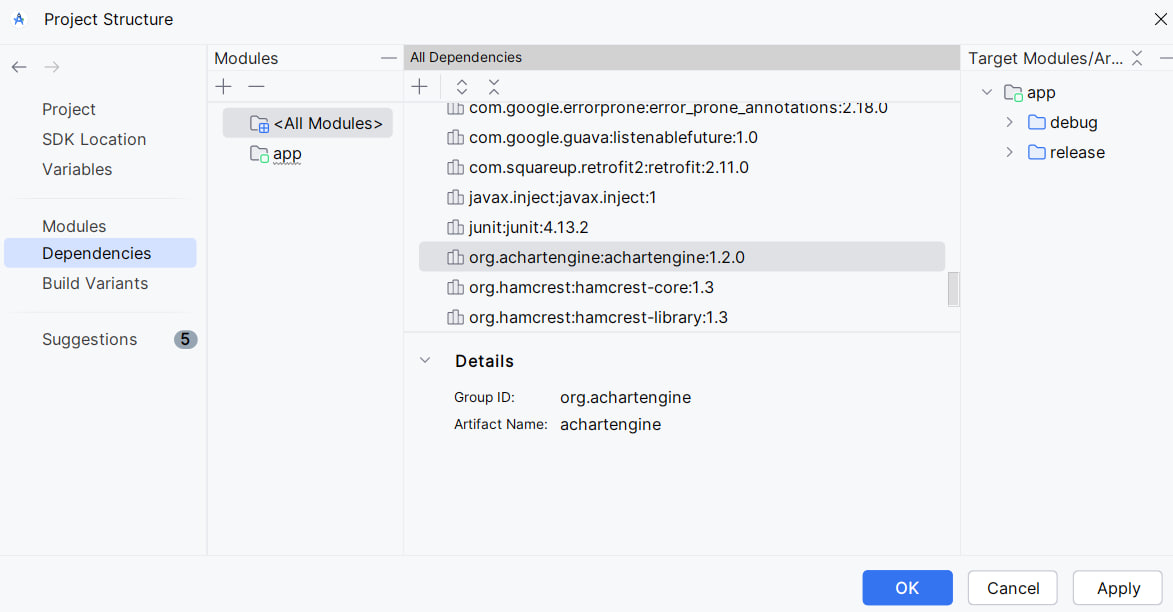 Project Structure
Project
SDK Location
Variables
Modules
Dependencies
Build Variants
Suggestions 5
Modules
<All Modules>
app
All Dependencies
com.google.errorprone:error_prone_annotations:2.18.0
com.google.guava:listenablefuture:1.0
com.squareup.retrofit2:retrofit:2.11.0
javax.inject:javax.inject:1
junit:junit:4.13.2
org.achartengine:achartengine:1.2.0
org.hamcrest:hamcrest-core:1.3
org.hamcrest:hamcrest-library:1.3
Details
Group ID: org.achartengine
Artifact Name: achartengine
Target Modules/Ar...
app
debug
release
OK
Cancel
Apply